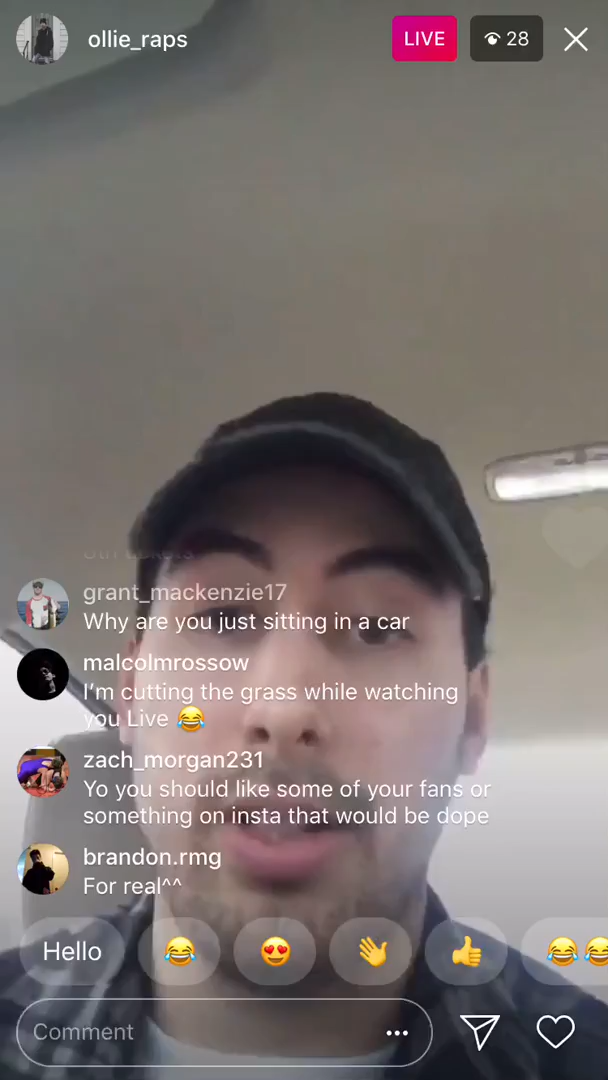 ollie_raps
LIVE
28
grant_mackenzie17
Why are you just sitting in a car
malcolmrossow
I'm cutting the grass while watching
you Live 😂
zach_morgan231
Yo you should like some of your fans or
something on insta that would be dope
brandon.rmg
For real^^
Hello
Comment